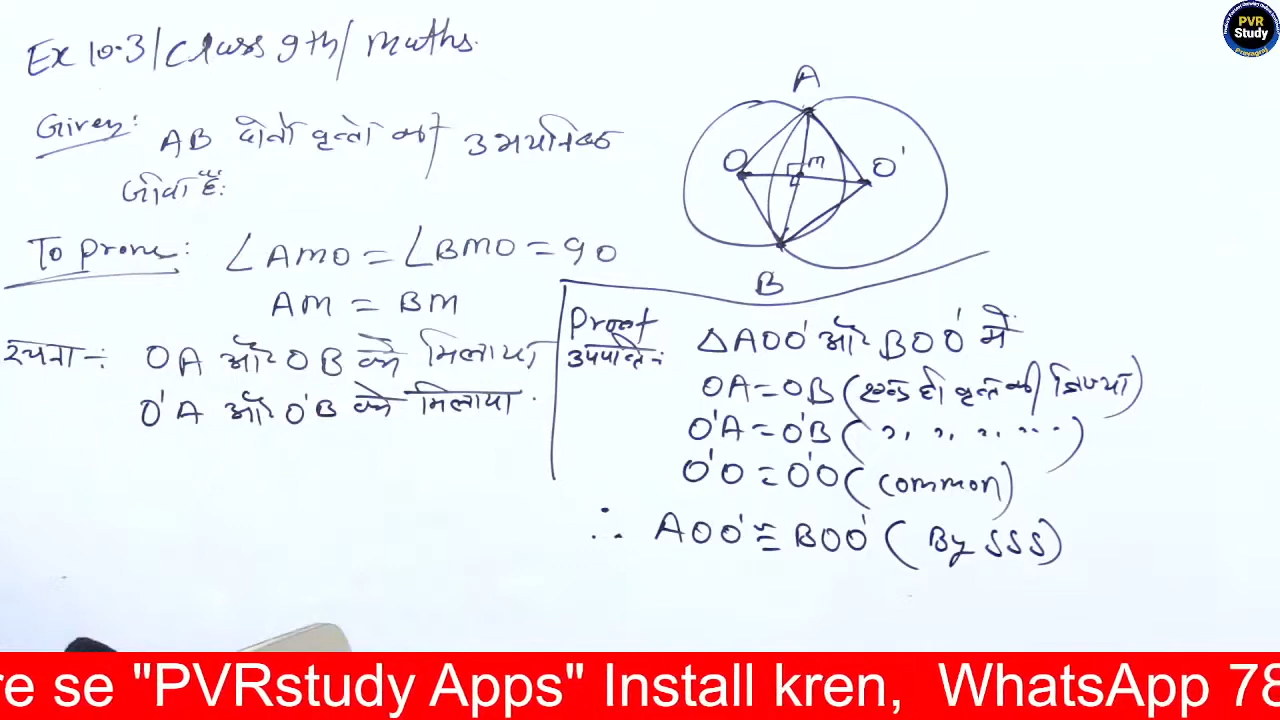 Ex 10.3/Class 9th/Maths.
Given: AB दोनों वृत्तों की उभयनिष्ठ
जीवा है:
To prove: ∠AMO = ∠BMO = 90
AM = BM
रचना :- OA और OB को मिलाया
O'A और O'B को मिलाया.
A
O
M
O'
B
Proof
उपपत्ति :-
△AOO' और BOO' में
OA = OB (एक ही वृत्त की त्रिज्या)
O'A = O'B ( ,, ,, ,, ...)
O'O = O'O (common)
∴ AOO' ≅ BOO' (By SSS)
PVR
Study
Prayagraj
re se "PVRstudy Apps" Install kren, WhatsApp 78